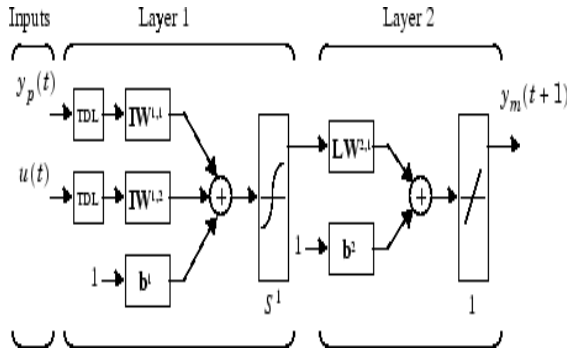 Inputs Layer 1 Layer 2
y_p(t) y_m(t+1)
TDL IW^{1,1} LW^{2,1}
u(t)
TDL IW^{1,2} +  +
1 b^1 1 b^2
S^1 1